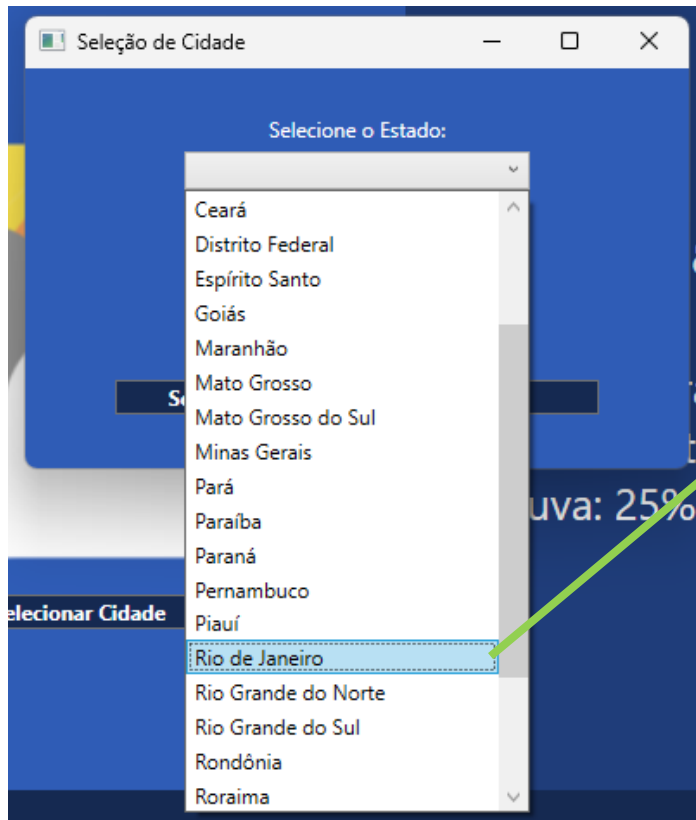 Seleção de Cidade
Selecione o Estado:
Ceará
Distrito Federal
Espírito Santo
Goiás
Maranhão
Mato Grosso
Mato Grosso do Sul
Minas Gerais
Pará
Paraíba
uva: 25%
Paraná
Pernambuco
elecionar Cidade
Piauí
Rio de Janeiro
Rio Grande do Norte
Rio Grande do Sul
Rondônia
Roraima